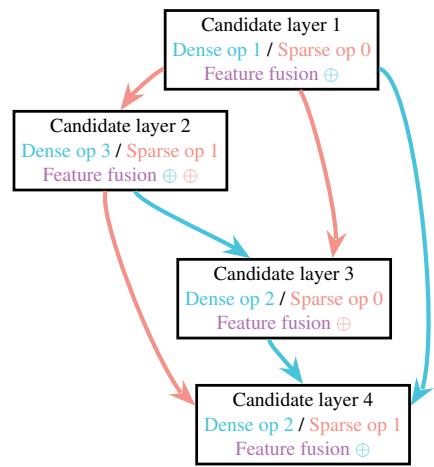 Candidate layer 1
Dense op 1 / Sparse op 0
Feature fusion ⊕
Candidate layer 2
Dense op 3 / Sparse op 1
Feature fusion ⊕ ⊕
Candidate layer 3
Dense op 2 / Sparse op 0
Feature fusion ⊕
Candidate layer 4
Dense op 2 / Sparse op 1
Feature fusion ⊕